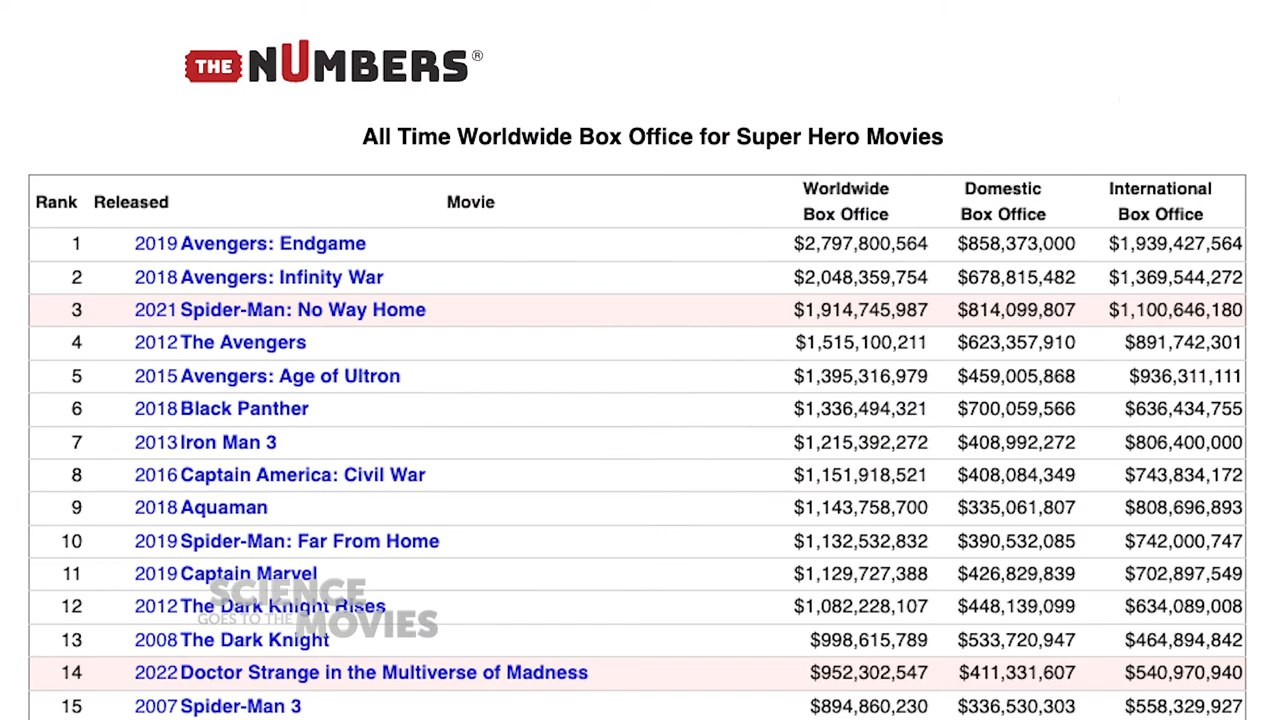 THE NUMBERS®
All Time Worldwide Box Office for Super Hero Movies
Rank Released Movie Worldwide Box Office Domestic Box Office International Box Office
1 2019 Avengers: Endgame $2,797,800,564 $858,373,000 $1,939,427,564
2 2018 Avengers: Infinity War $2,048,359,754 $678,815,482 $1,369,544,272
3 2021 Spider-Man: No Way Home $1,914,745,987 $814,099,807 $1,100,646,180
4 2012 The Avengers $1,515,100,211 $623,357,910 $891,742,301
5 2015 Avengers: Age of Ultron $1,395,316,979 $459,005,868 $936,311,111
6 2018 Black Panther $1,336,494,321 $700,059,566 $636,434,755
7 2013 Iron Man 3 $1,215,392,272 $408,992,272 $806,400,000
8 2016 Captain America: Civil War $1,151,918,521 $408,084,349 $743,834,172
9 2018 Aquaman $1,143,758,700 $335,061,807 $808,696,893
10 2019 Spider-Man: Far From Home $1,132,532,832 $390,532,085 $742,000,747
11 2019 Captain Marvel $1,129,727,388 $426,829,839 $702,897,549
12 2012 The Dark Knight Rises $1,082,228,107 $448,139,099 $634,089,008
13 2008 The Dark Knight $998,615,789 $533,720,947 $464,894,842
14 2022 Doctor Strange in the Multiverse of Madness $952,302,547 $411,331,607 $540,970,940
15 2007 Spider-Man 3 $894,860,230 $336,530,303 $558,329,927
SCIENCE
GOES TO THE MOVIES